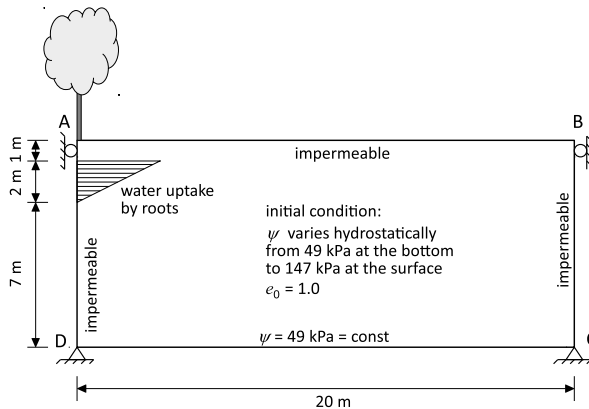 A
B
1 m
impermeable
2 m
water uptake
by roots
initial condition:
ψ varies hydrostatically
from 49 kPa at the bottom
to 147 kPa at the surface
e₀ = 1.0
7 m
impermeable
impermeable
D
ψ = 49 kPa = const
C
20 m